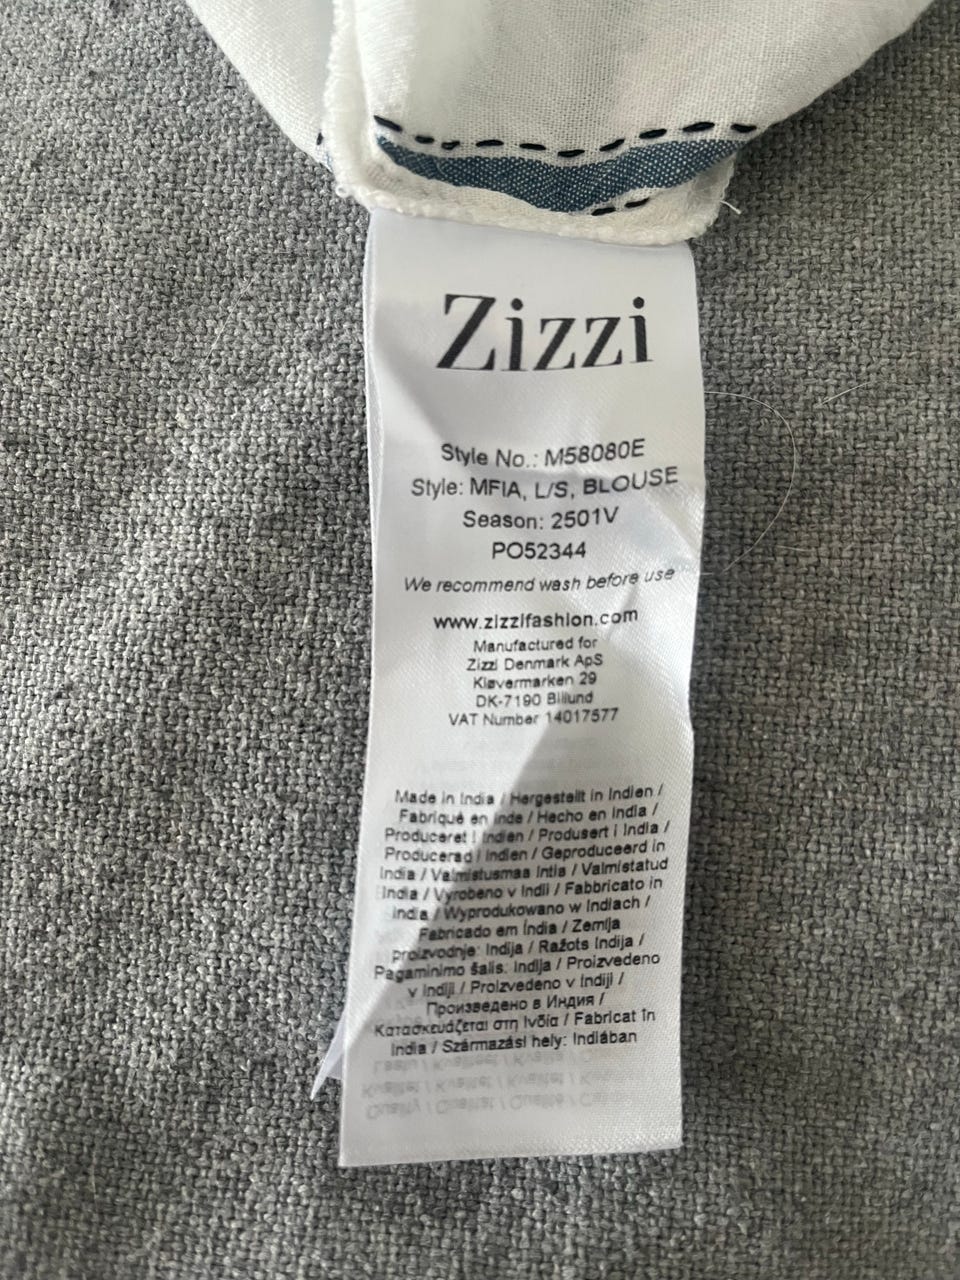 Zizzi
Style No.: M58080E
Style: MFIA, L/S, BLOUSE
Season: 2501V
PO52344
We recommend wash before use
www.zizzifashion.com
Manufactured for
Zizzi Denmark ApS
Kløvermarken 29
DK-7190 Billund
VAT Number 14017577
Made in India / Hergestellt in Indien /
Fabriqué en Inde / Hecho en India /
Produceret i Indien / Produsert i India /
Producerad i Indien / Geproduceerd in
India / Valmistusmaa Intia / Valmistatud
India / Vyrobeno v Indii / Fabbricato in
India / Wyprodukowano w Indiach /
Fabricado em Índia / Zemlja
proizvodnje: Indija / Ražots Indija /
Pagaminimo šalis: Indija / Proizvedeno
v Indiji / Proizvedeno v Indiji /
Произведено в Индия /
Κατασκευάζεται στη Ινδία / Fabricat în
India / Származási hely: Indiában